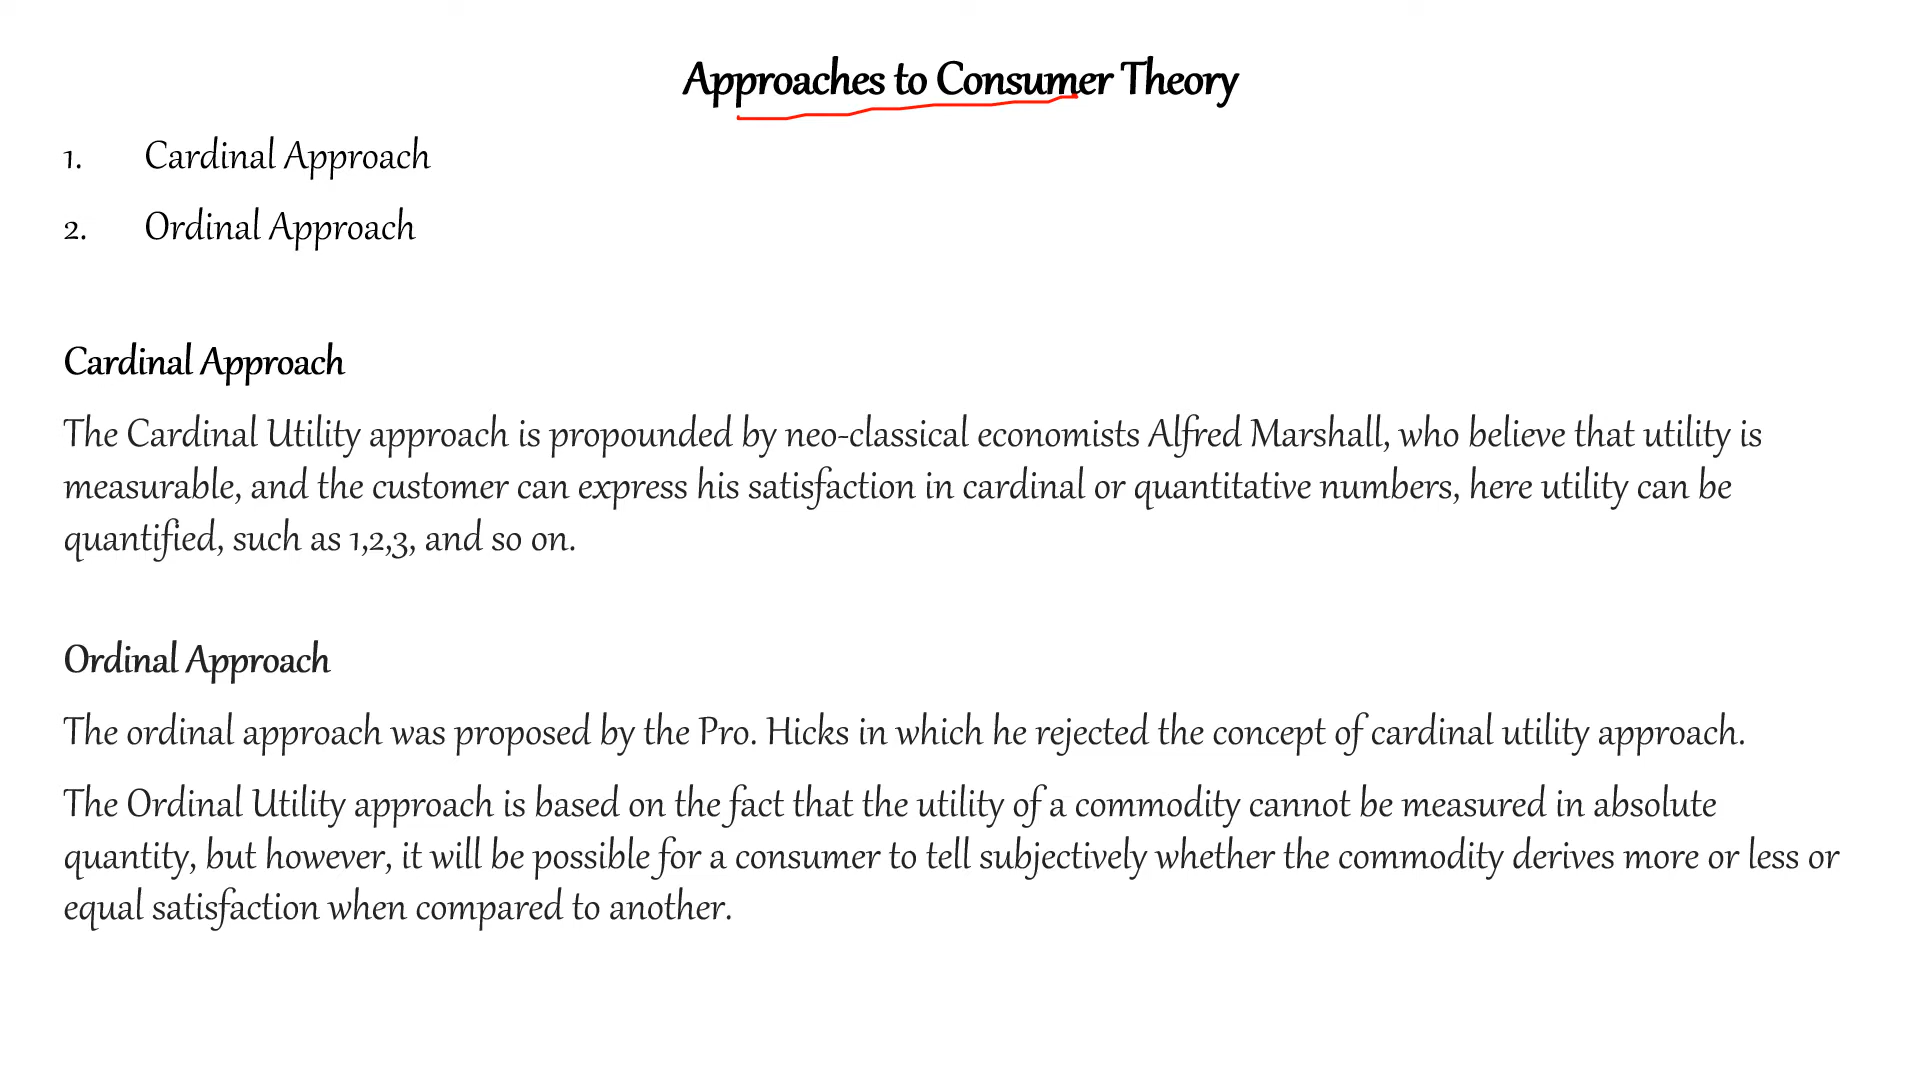 Approaches to Consumer Theory
1. Cardinal Approach
2. Ordinal Approach
Cardinal Approach
The Cardinal Utility approach is propounded by neo-classical economists Alfred Marshall, who believe that utility is
measurable, and the customer can express his satisfaction in cardinal or quantitative numbers, here utility can be
quantified, such as 1,2,3, and so on.
Ordinal Approach
The ordinal approach was proposed by the Pro. Hicks in which he rejected the concept of cardinal utility approach.
The Ordinal Utility approach is based on the fact that the utility of a commodity cannot be measured in absolute
quantity, but however, it will be possible for a consumer to tell subjectively whether the commodity derives more or less or
equal satisfaction when compared to another.